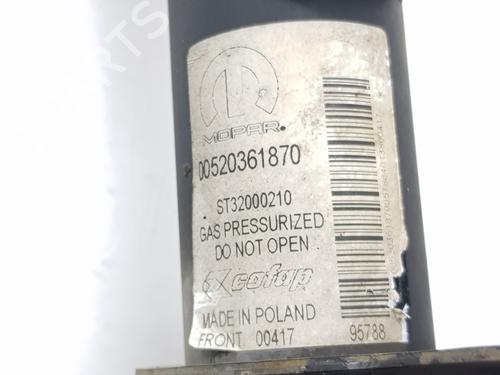 MOPAR.
00520361870
ST32000210
GAS PRESSURIZED
DO NOT OPEN
cofap
MADE IN POLAND
FRONT 00417
95788